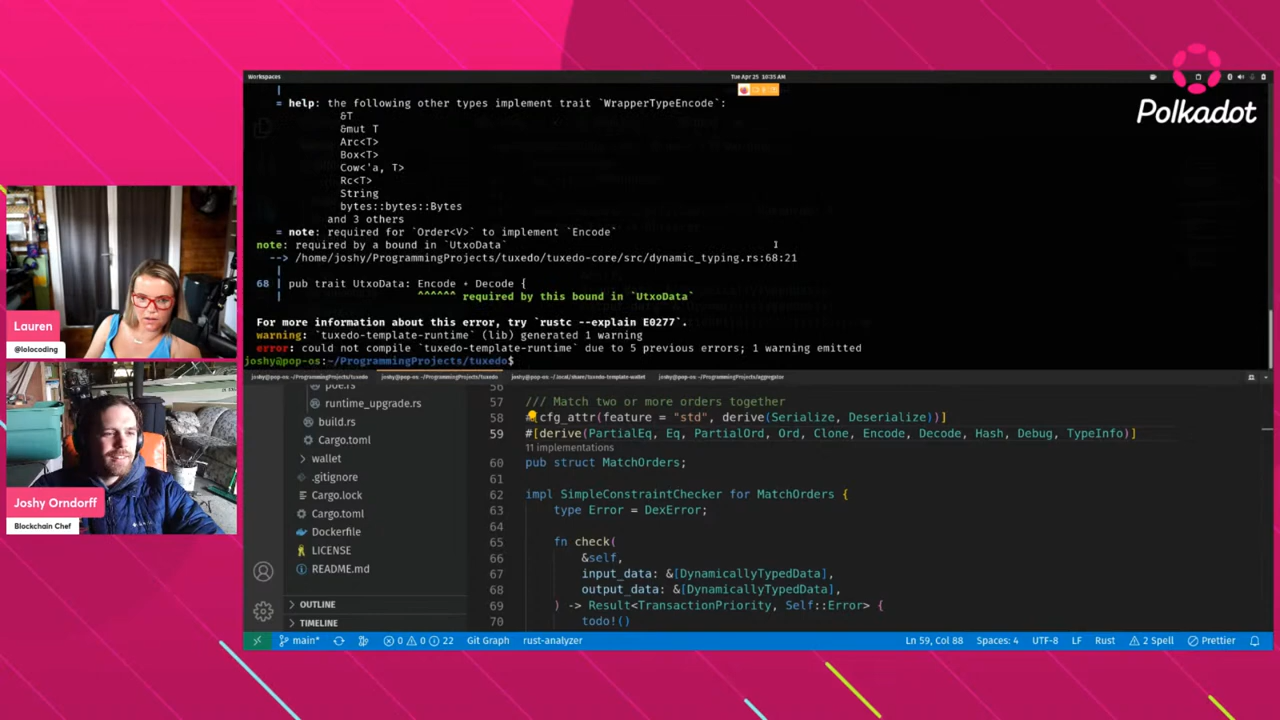 Polkadot
Workspaces
Tue Apr 25 10:35 AM
|
= help: the following other types implement trait `WrapperTypeEncode`:
&T
&mut T
Arc<T>
Box<T>
Cow<'a, T>
Rc<T>
String
bytes::bytes::Bytes
and 3 others
= note: required for `Order<V>` to implement `Encode`
note: required by a bound in `UtxoData`
--> /home/joshy/ProgrammingProjects/tuxedo/tuxedo-core/src/dynamic_typing.rs:68:21
|
68 | pub trait UtxoData: Encode + Decode {
| ^^^^^^ required by this bound in `UtxoData`
For more information about this error, try `rustc --explain E0277`.
warning: `tuxedo-template-runtime` (lib) generated 1 warning
error: could not compile `tuxedo-template-runtime` due to 5 previous errors; 1 warning emitted
joshy@pop-os:~/ProgrammingProjects/tuxedo$
joshy@pop-os: ~/ProgrammingProjects/tuxedo
joshy@pop-os: ~/ProgrammingProjects/tuxedo
joshy@pop-os: ~/.local/share/tuxedo-template-wallet
joshy@pop-os: ~/ProgrammingProjects/aggregator
poe.rs
runtime_upgrade.rs
build.rs
Cargo.toml
wallet
.gitignore
Cargo.lock
Cargo.toml
Dockerfile
LICENSE
README.md
OUTLINE
TIMELINE
56
57 /// Match two or more orders together
58 #[cfg_attr(feature = "std", derive(Serialize, Deserialize))]
59 #[derive(PartialEq, Eq, PartialOrd, Ord, Clone, Encode, Decode, Hash, Debug, TypeInfo)]
11 implementations
60 pub struct MatchOrders;
61
62 impl SimpleConstraintChecker for MatchOrders {
63 type Error = DexError;
64
65 fn check(
66 &self,
67 input_data: &[DynamicallyTypedData],
68 output_data: &[DynamicallyTypedData],
69 ) -> Result<TransactionPriority, Self::Error> {
70 todo!()
main* 0 0 22 Git Graph rust-analyzer Ln 59, Col 88 Spaces: 4 UTF-8 LF Rust 2 Spell Prettier
Lauren
@lolocoding
Joshy Orndorff
Blockchain Chef